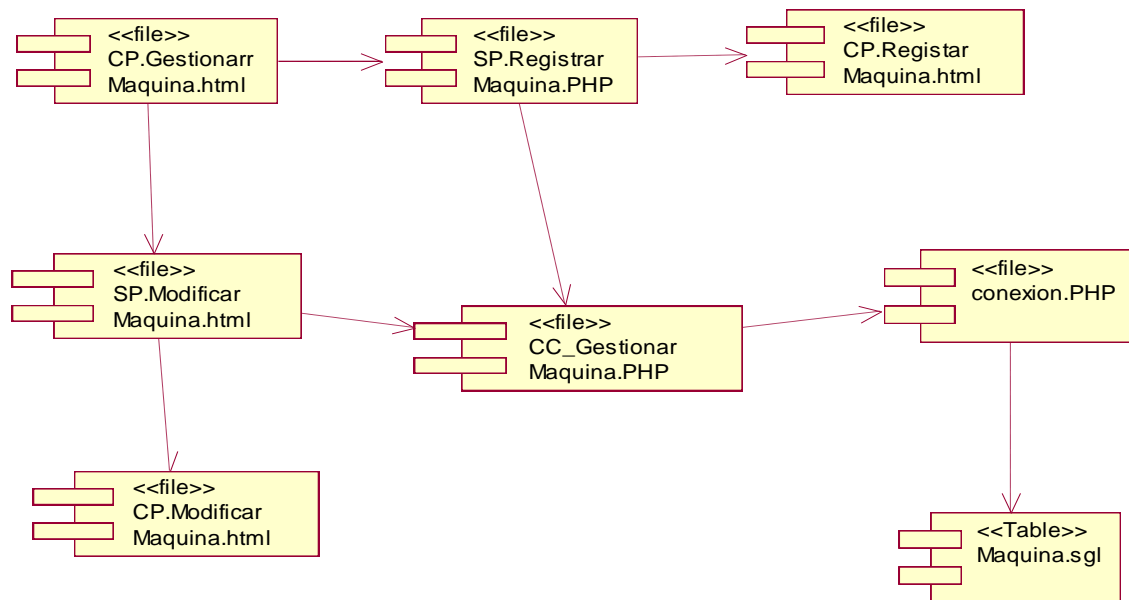 <<file>>
CP.Gestionarr
Maquina.html
<<file>>
SP.Registrar
Maquina.PHP
<<file>>
CP.Registar
Maquina.html
<<file>>
SP.Modificar
Maquina.html
<<file>>
CC_Gestionar
Maquina.PHP
<<file>>
conexion.PHP
<<file>>
CP.Modificar
Maquina.html
<<Table>>
Maquina.sgl